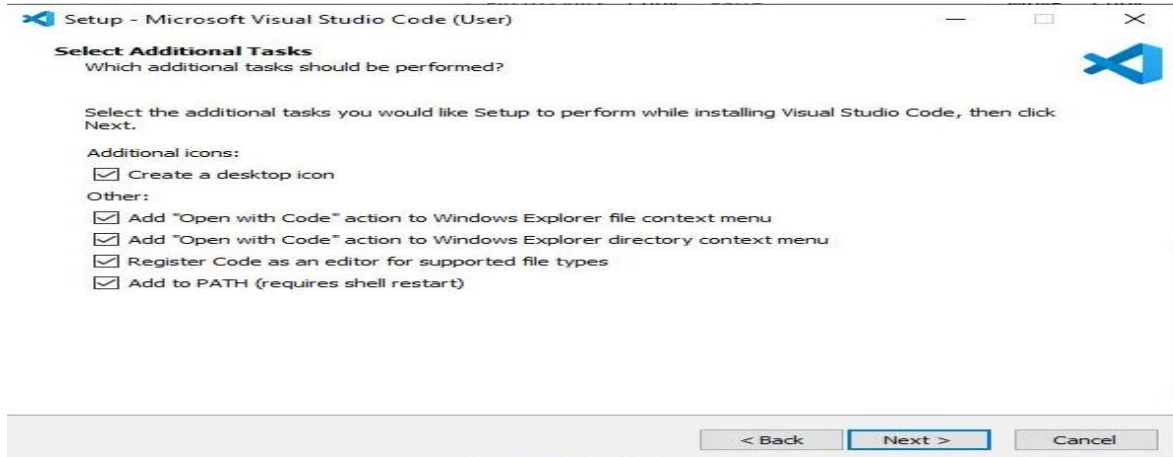 Setup - Microsoft Visual Studio Code (User)
Select Additional Tasks
Which additional tasks should be performed?
Select the additional tasks you would like Setup to perform while installing Visual Studio Code, then click
Next.
Additional icons:
Create a desktop icon
Other:
Add "Open with Code" action to Windows Explorer file context menu
Add "Open with Code" action to Windows Explorer directory context menu
Register Code as an editor for supported file types
Add to PATH (requires shell restart)
< Back Next > Cancel